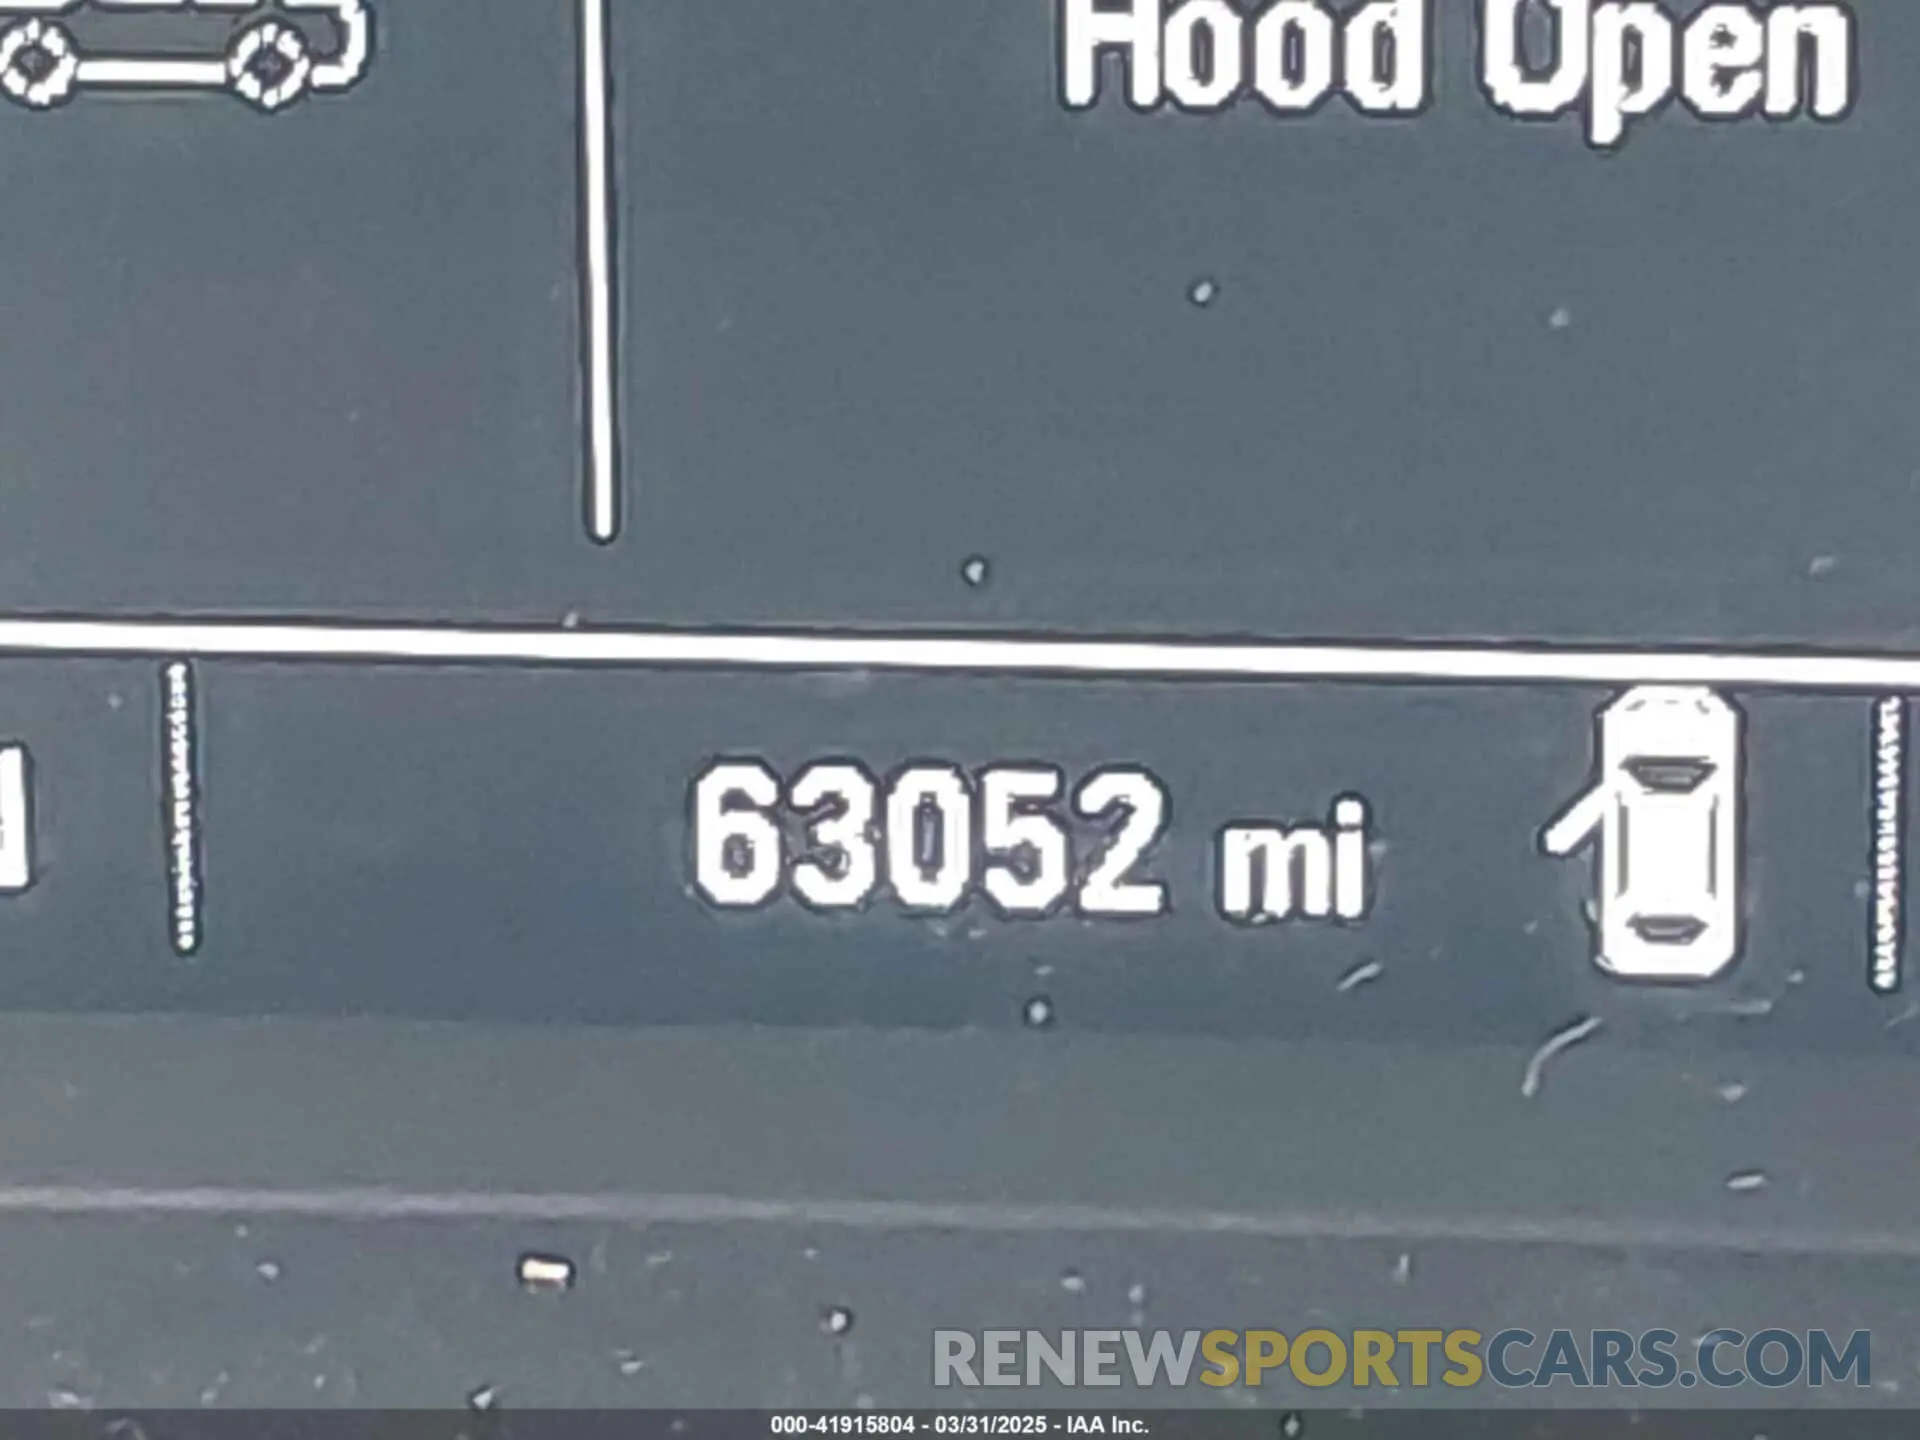 Hood Open
63052 mi
RENEWSPORTSCARS.COM
000-41915804 - 03/31/2025 - IAA Inc.